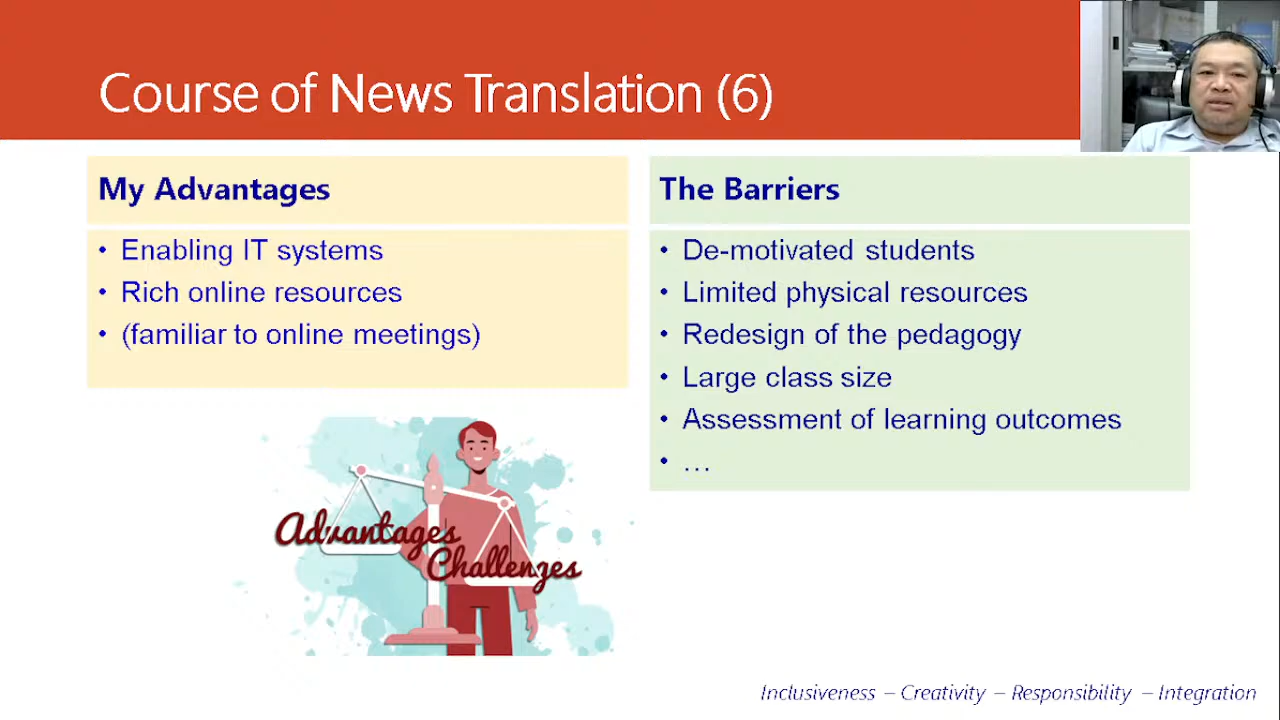 Course of News Translation (6)
My Advantages
• Enabling IT systems
• Rich online resources
• (familiar to online meetings)
The Barriers
• De-motivated students
• Limited physical resources
• Redesign of the pedagogy
• Large class size
• Assessment of learning outcomes
• …
Advantages
Challenges
Inclusiveness – Creativity – Responsibility – Integration